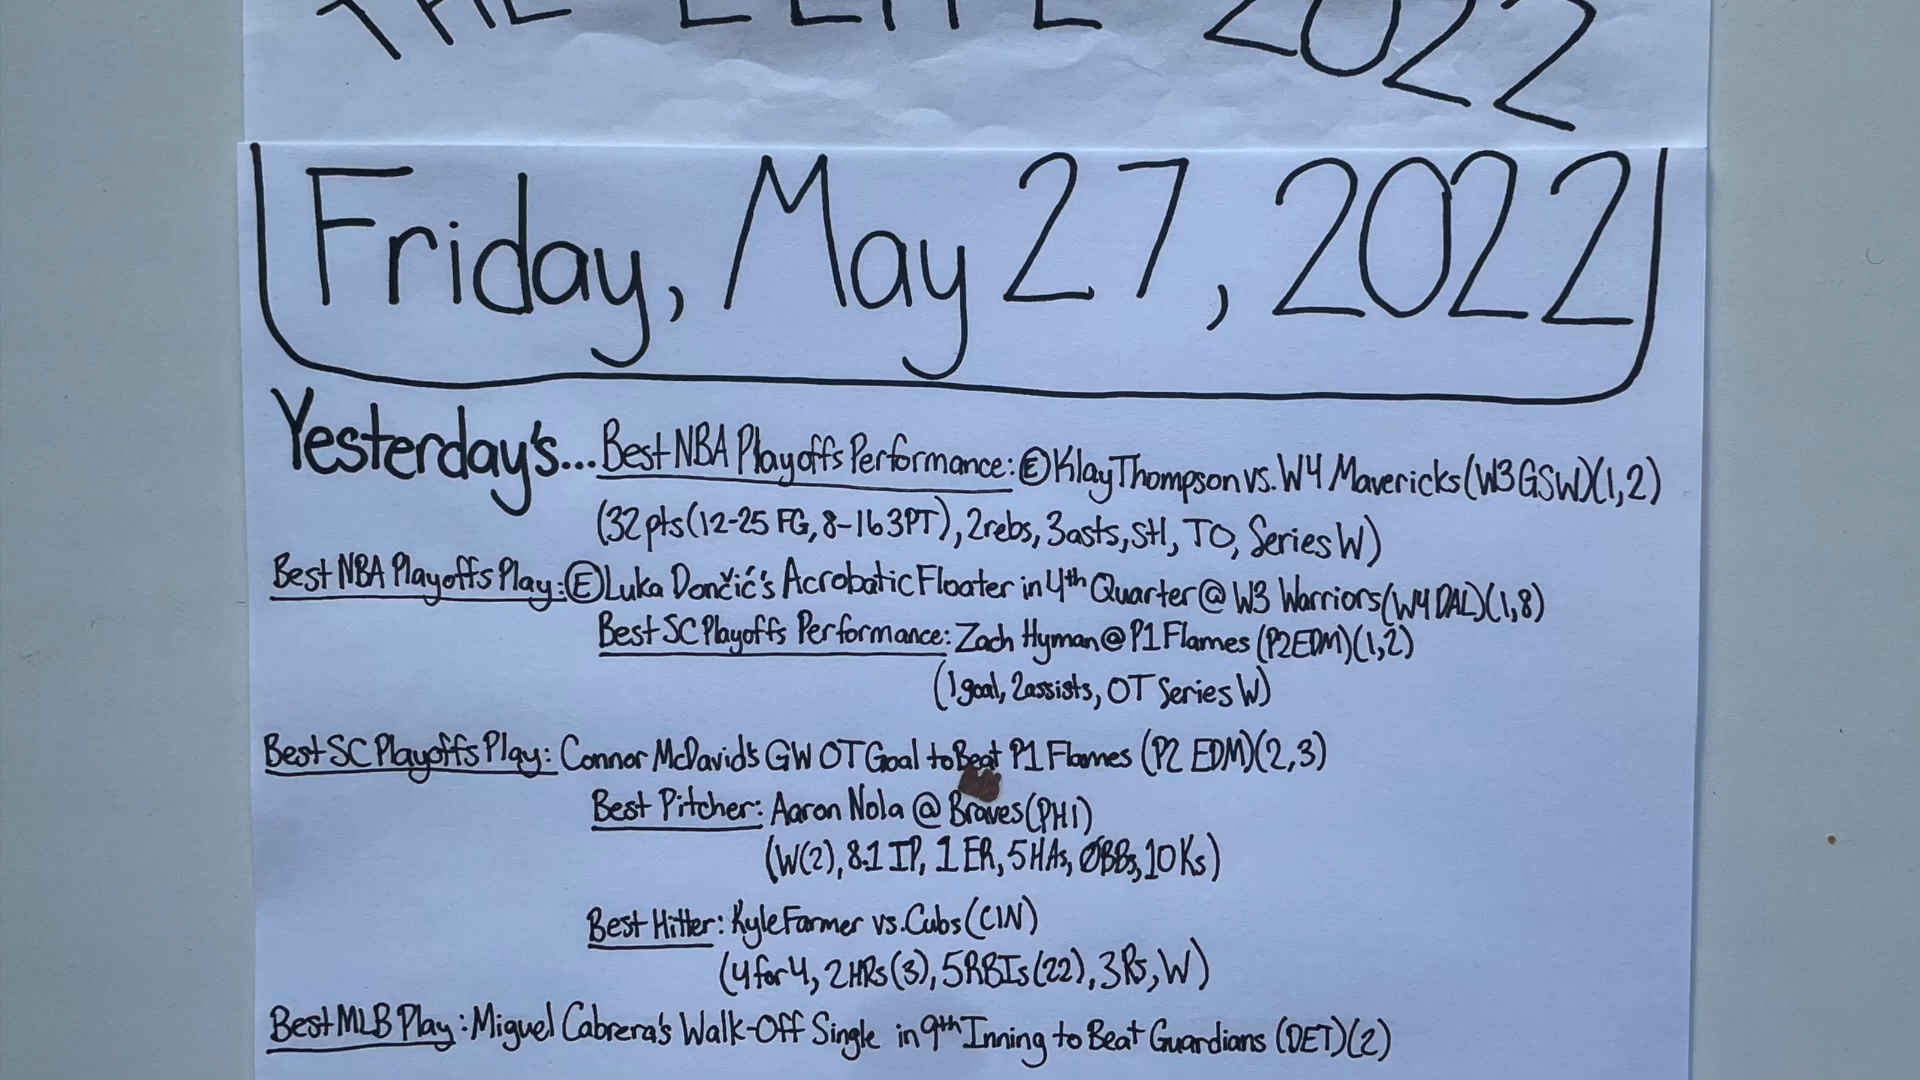 THE ELITE 2022
Friday, May 27, 2022
Yesterday's... Best NBA Playoffs Performance: Ⓔ Klay Thompson vs. W4 Mavericks (W3 GSW)(1,2)
(32 pts (12-25 FG, 8-16 3PT), 2 rebs, 3 asts, stl, TO, Series W)
Best NBA Playoffs Play: Ⓔ Luka Dončić's Acrobatic Floater in 4th Quarter @ W3 Warriors (W4 DAL)(1,8)
Best SC Playoffs Performance: Zach Hyman @ P1 Flames (P2 EDM)(1,2)
(1 goal, 2 assists, OT Series W)
Best SC Playoffs Play: Connor McDavid's GW OT Goal to Beat P1 Flames (P2 EDM)(2,3)
Best Pitcher: Aaron Nola @ Braves (PHI)
(W(2), 8.1 IP, 1 ER, 5 HAs, 0 BBs, 10 Ks)
Best Hitter: Kyle Farmer vs. Cubs (CIN)
(4 for 4, 2 HRs (3), 5 RBIs (22), 3 Rs, W)
Best MLB Play: Miguel Cabrera's Walk-Off Single in 9th Inning to Beat Guardians (DET)(2)